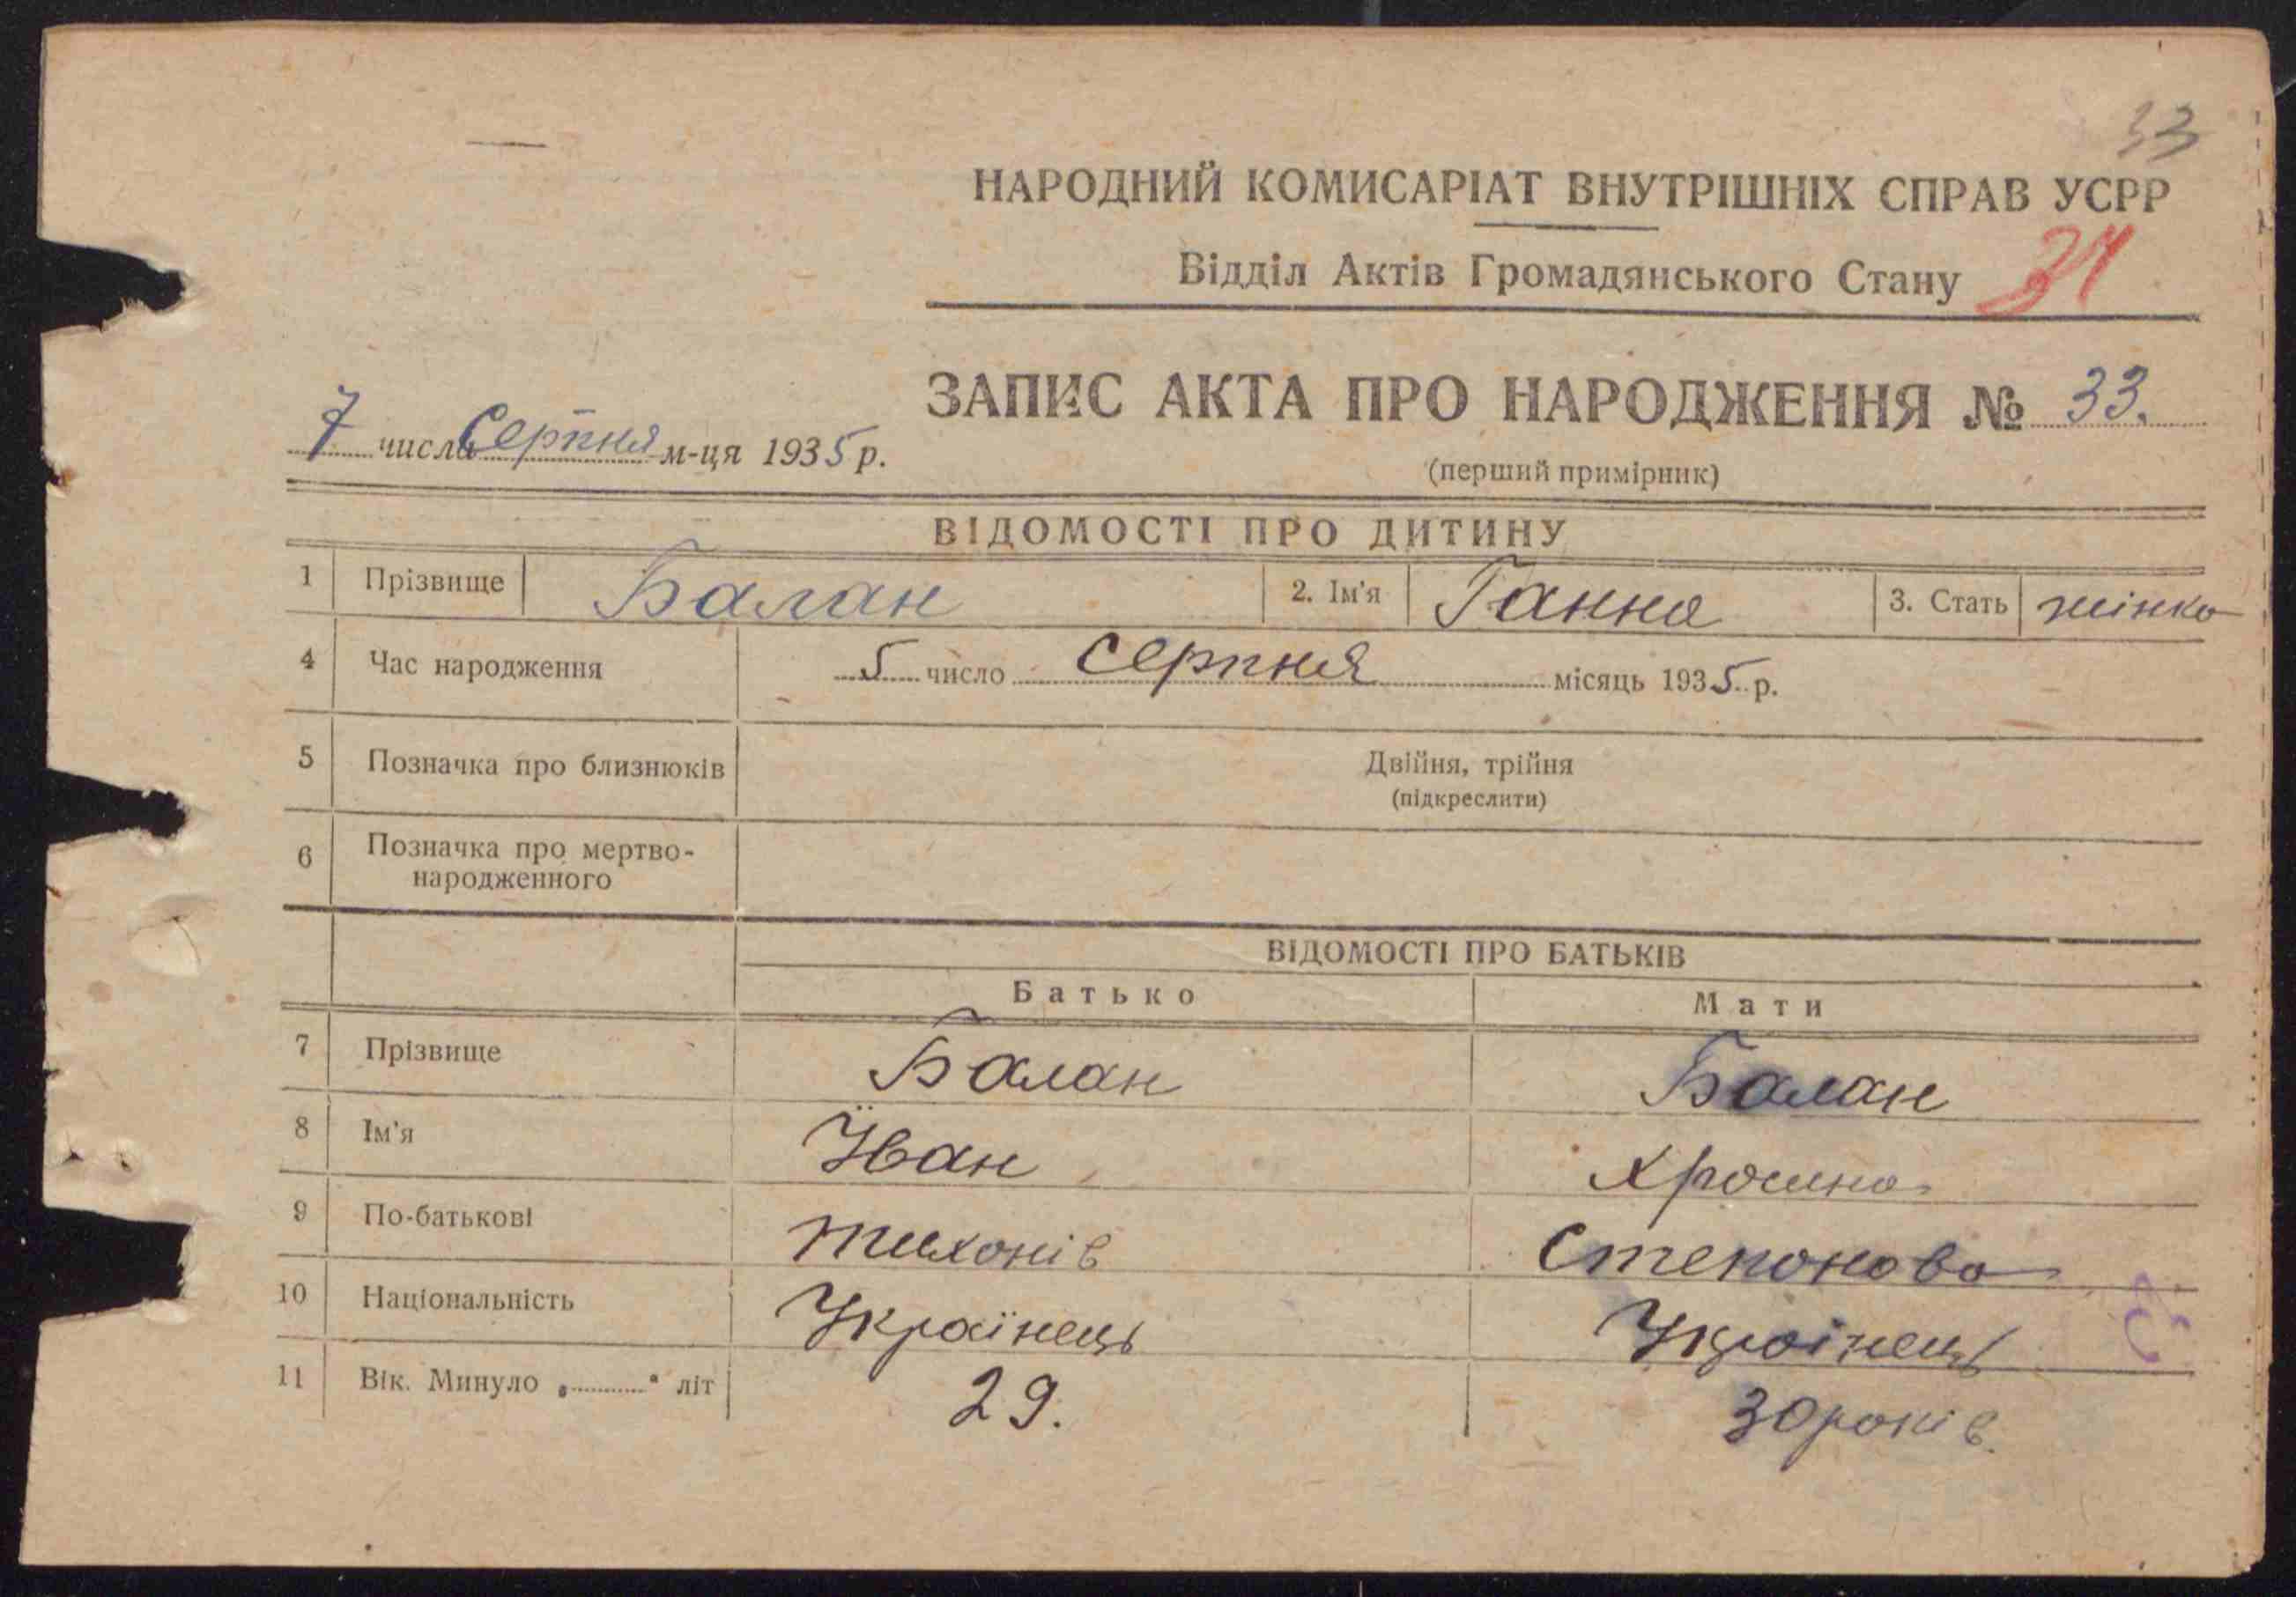 33
НАРОДНИЙ КОМИСАРІАТ ВНУТРІШНІХ СПРАВ УСРР
Відділ Актів Громадянського Стану 34
ЗАПИС АКТА ПРО НАРОДЖЕННЯ № 33.
7 числа Серпня м-ця 1935 р.
(перший примірник)
ВІДОМОСТІ ПРО ДИТИНУ
1 Прізвище Балан 2. Ім'я Ганна 3. Стать жінка
4 Час народження 5 число Серпня місяць 1935 р.
5 Позначка про близнюків Двійня, трійня
(підкреслити)
6 Позначка про мертво-
народженного
ВІДОМОСТІ ПРО БАТЬКІВ
Батько Мати
7 Прізвище Балан Балан
8 Ім'я Йван
9 По-батькові Тихонів Степонова
10 Національність Українець Українець
11 Вік. Минуло „ " літ 29. 30 років.